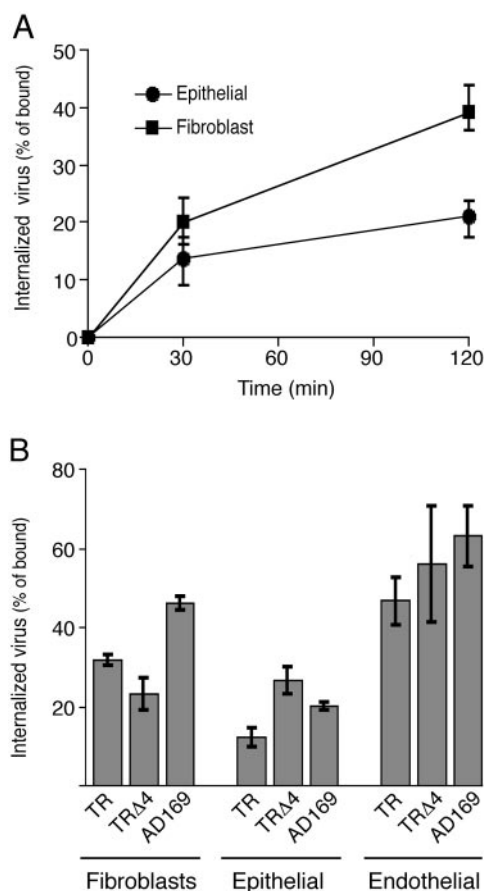 A
Internalized virus (% of bound)
50
40
30
20
10
0
Epithelial
Fibroblast
0 30 60 90 120
Time (min)
B
Internalized virus (% of bound)
80
60
40
20
TR TRΔ4 AD169 TR TRΔ4 AD169 TR TRΔ4 AD169
Fibroblasts Epithelial Endothelial